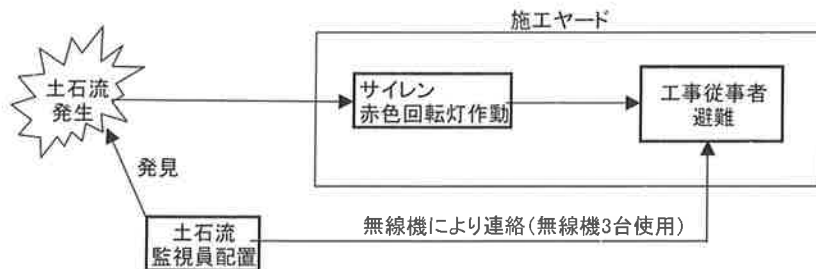 施工ヤード
土石流
発生
サイレン
赤色回転灯作動
工事従事者
避難
発見
土石流
監視員配置
無線機により連絡(無線機3台使用)